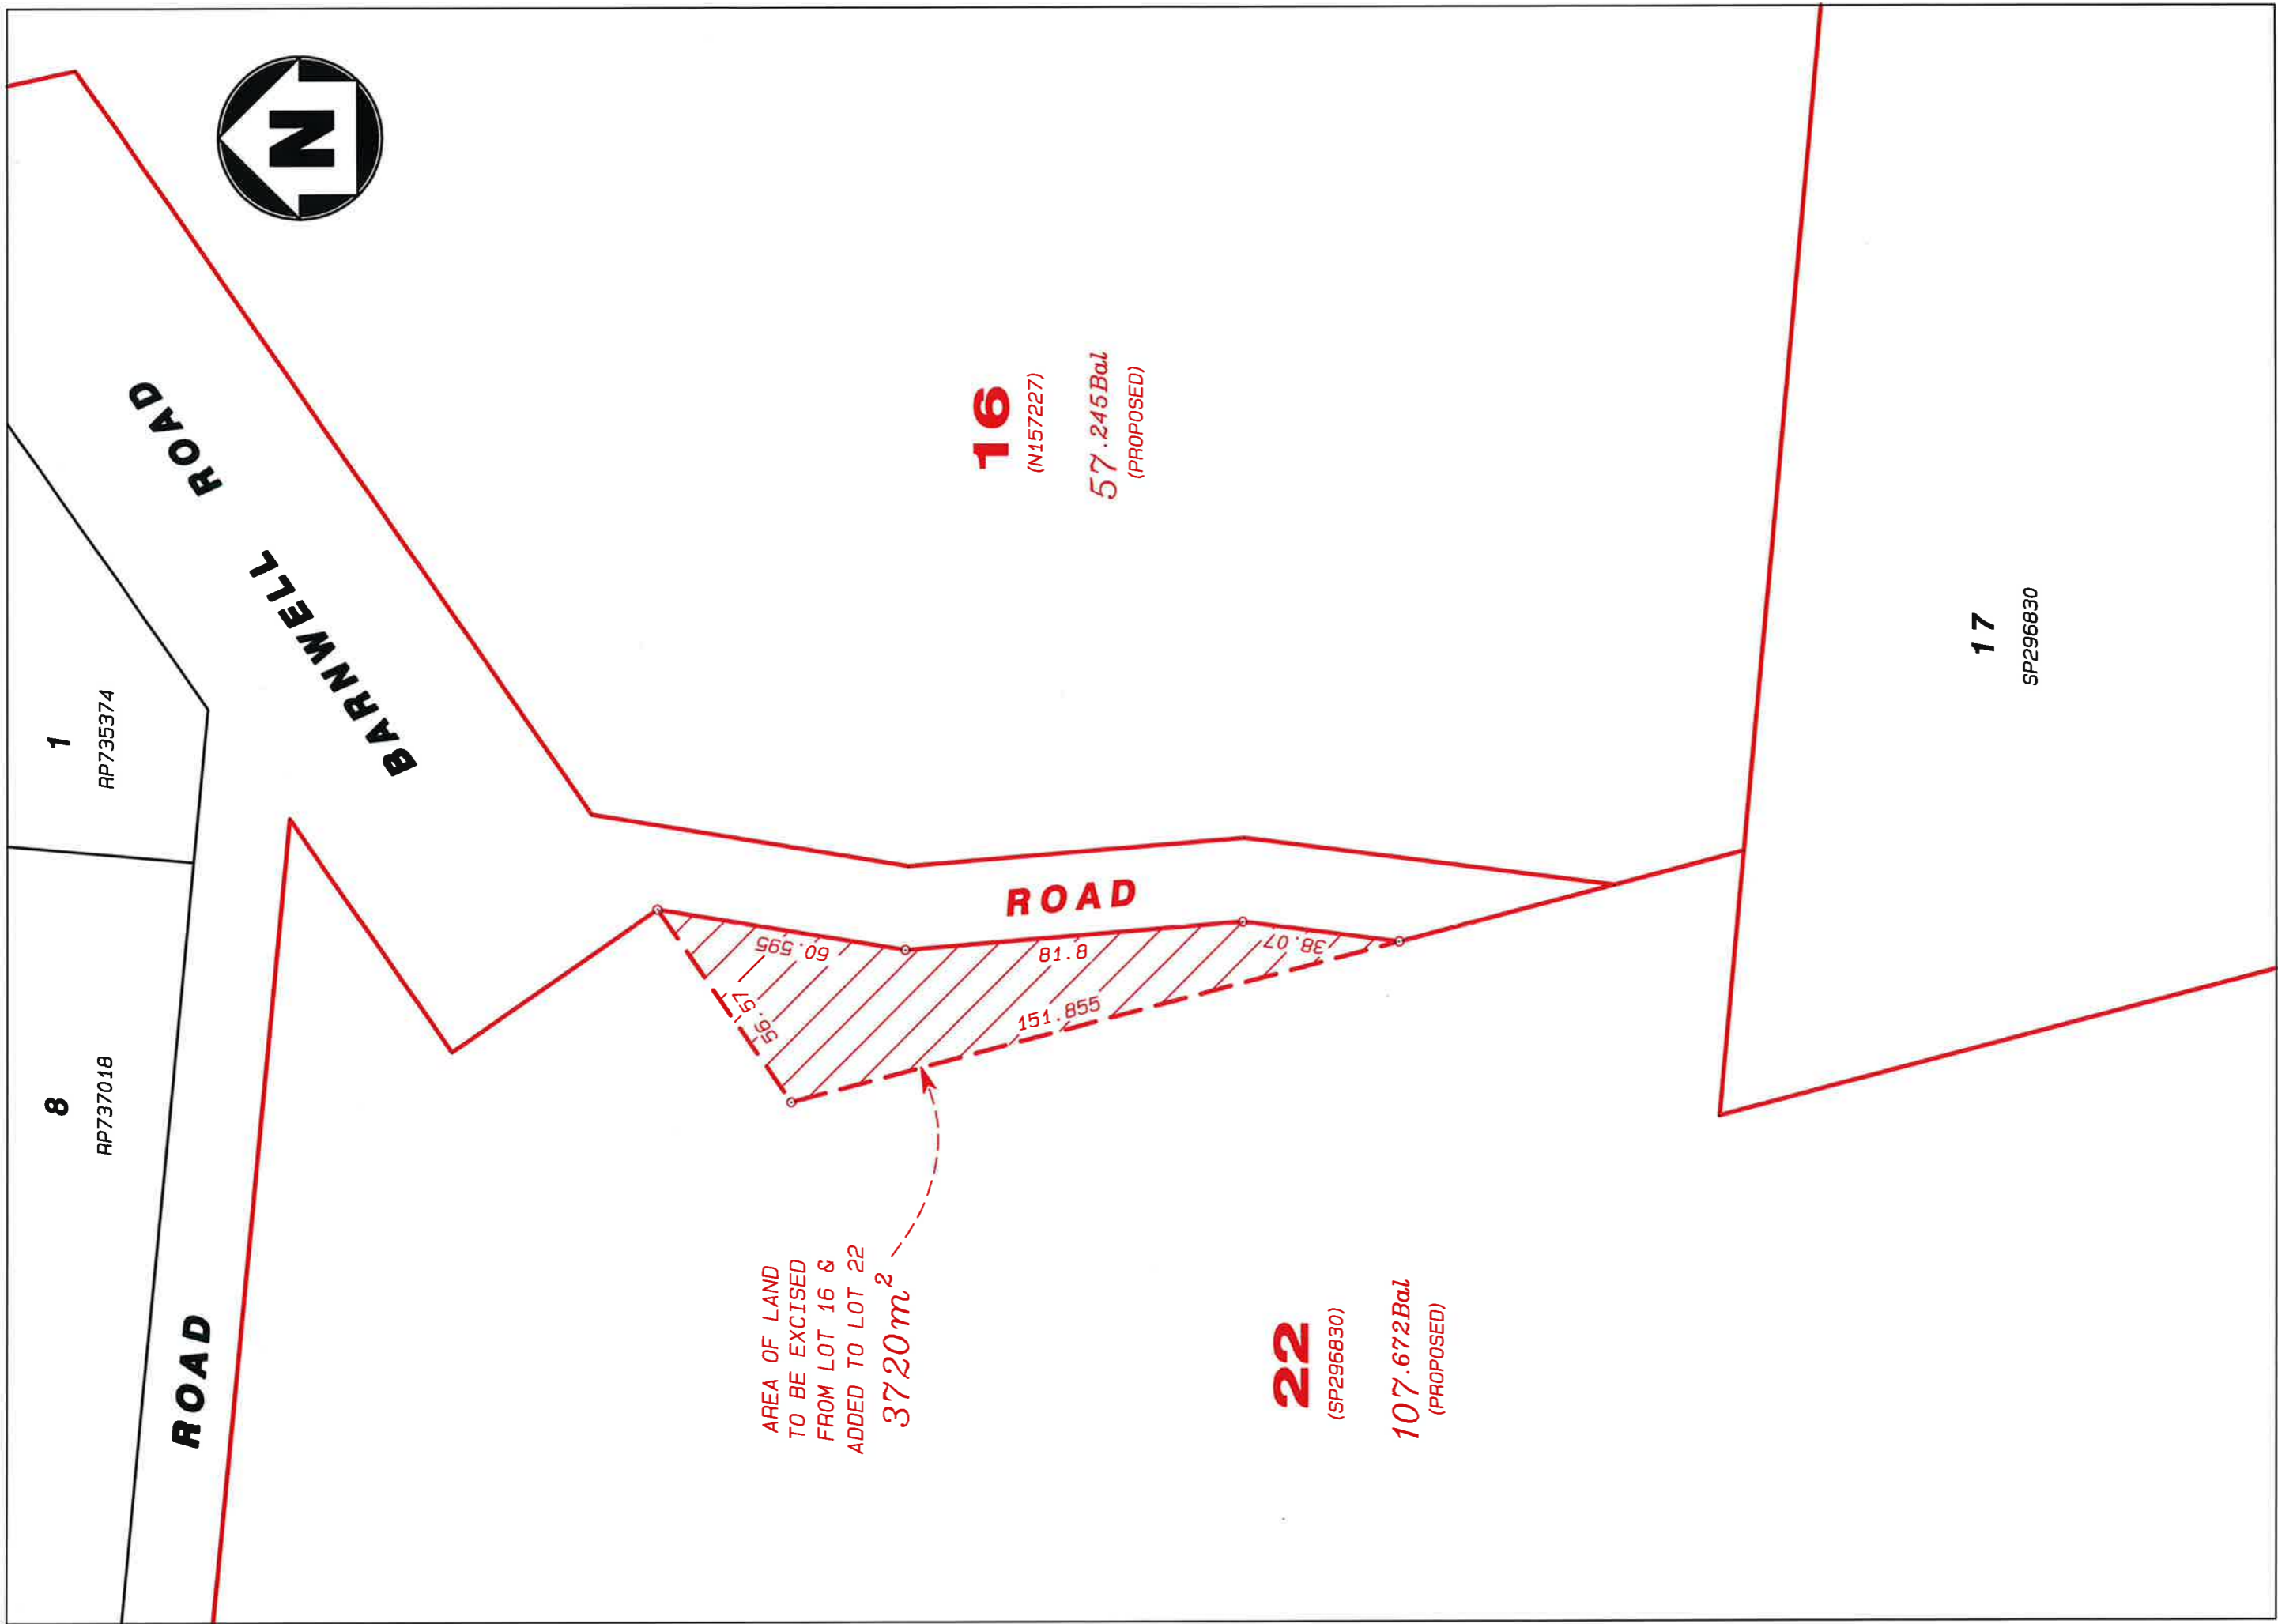 8
RP737018
1
RP735374
BARNWELL ROAD
N
ROAD
AREA OF LAND
TO BE EXCISED
FROM LOT 16 &
ADDED TO LOT 22
3720m²
56.57
60.595
81.8
151.855
38.07
ROAD
16
(N157227)
57.245Bal
(PROPOSED)
22
(SP296830)
107.672Bal
(PROPOSED)
17
SP296830